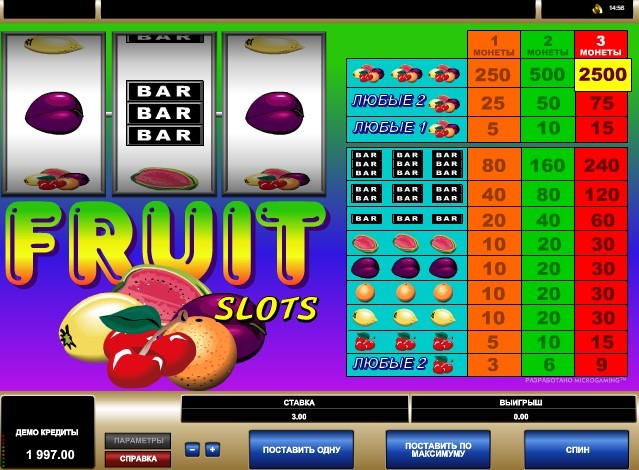 14:56
1 2 3
МОНЕТЫ МОНЕТЫ МОНЕТЫ
250 500 2500
ЛЮБЫЕ 2 25 50 75
ЛЮБЫЕ 1 5 10 15
BAR BAR BAR
BAR BAR BAR 80 160 240
BAR BAR BAR
BAR BAR BAR 40 80 120
BAR BAR BAR
BAR BAR BAR 20 40 60
10 20 30
10 20 30
10 20 30
10 20 30
5 10 15
ЛЮБЫЕ 2 3 6 9
РАЗРАБОТАНО MICROGAMING™
BAR
BAR
BAR
BAR
FRUIT
SLOTS
СТАВКА
3.00
ВЫИГРЫШ
0.00
ДЕМО КРЕДИТЫ
1 997.00
ПАРАМЕТРЫ
СПРАВКА
- +
ПОСТАВИТЬ ОДНУ
ПОСТАВИТЬ ПО
МАКСИМУМУ
СПИН